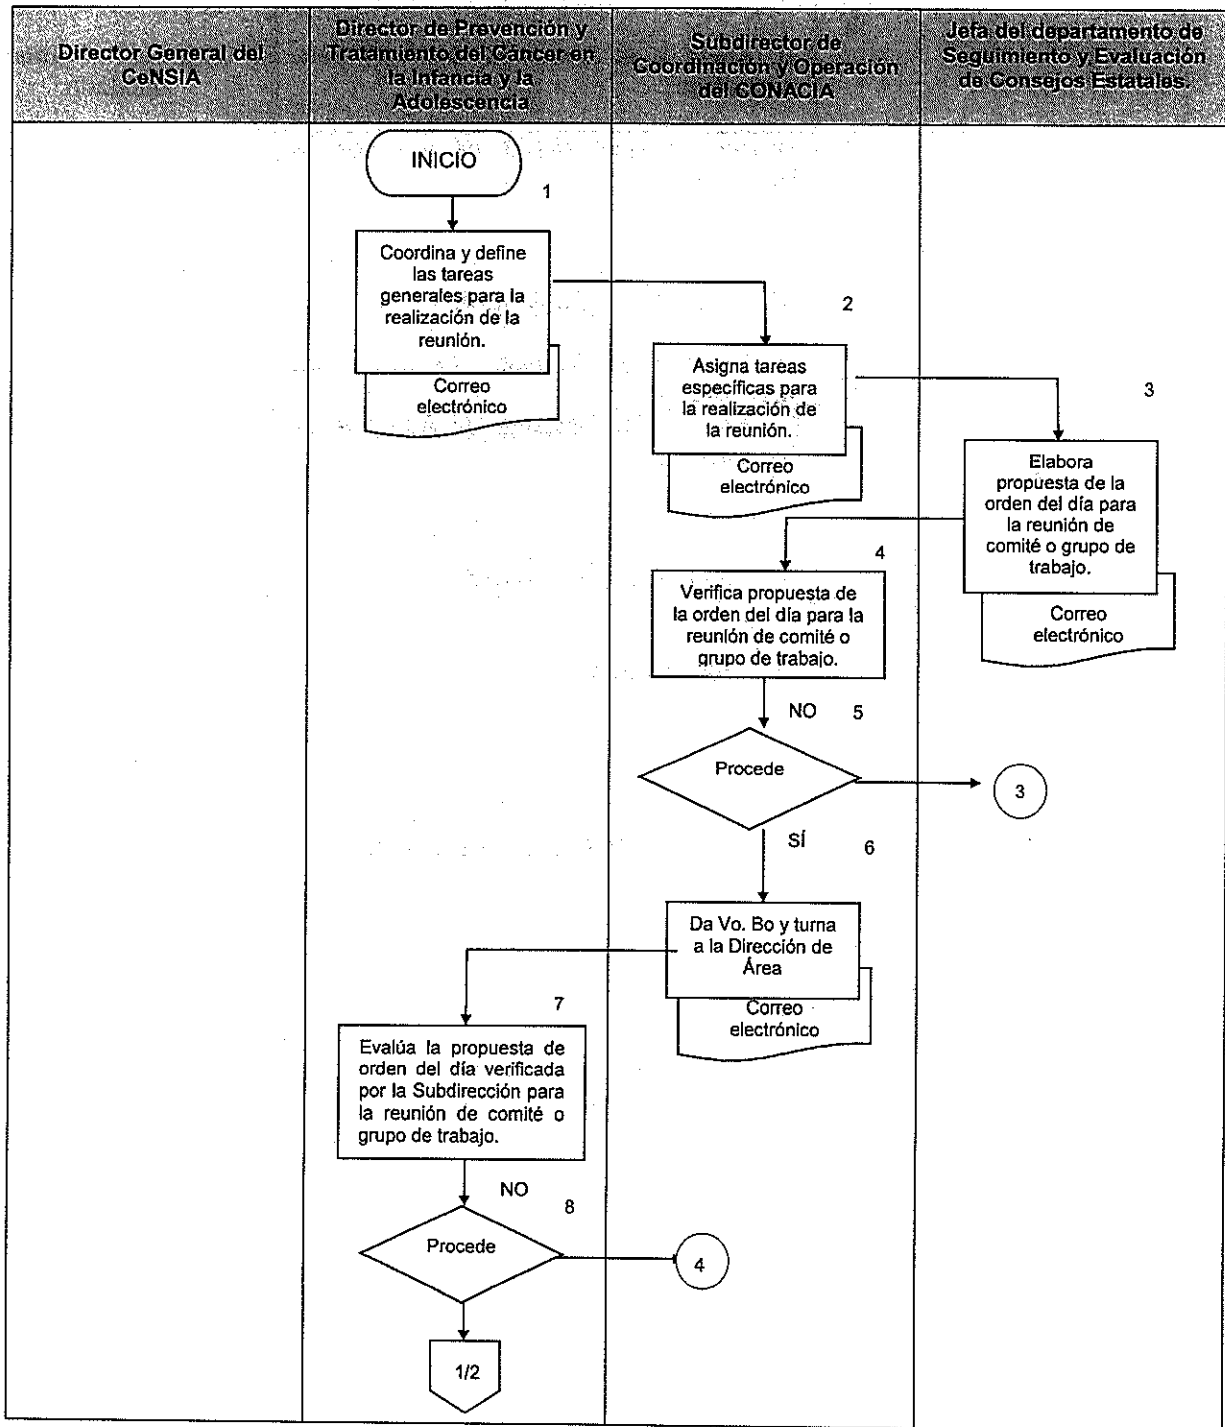 Director General del
CeNSIA
Director de Prevención y
Tratamiento del Cáncer en
la Infancia y la
Adolescencia
Subdirector de
Coordinación y Operación
del CONACIA
Jefa del departamento de
Seguimiento y Evaluación
de Consejos Estatales.
INICIO
1
Coordina y define
las tareas
generales para la
realización de la
reunión.
Correo
electrónico
2
Asigna tareas
específicas para
la realización de
la reunión.
Correo
electrónico
3
Elabora
propuesta de la
orden del día para
la reunión de
comité o grupo de
trabajo.
Correo
electrónico
4
Verifica propuesta de
la orden del día para la
reunión de comité o
grupo de trabajo.
NO 5
Procede
3
SÍ 6
Da Vo. Bo y turna
a la Dirección de
Área
Correo
electrónico
7
Evalúa la propuesta de
orden del día verificada
por la Subdirección para
la reunión de comité o
grupo de trabajo.
NO 8
Procede
4
1/2